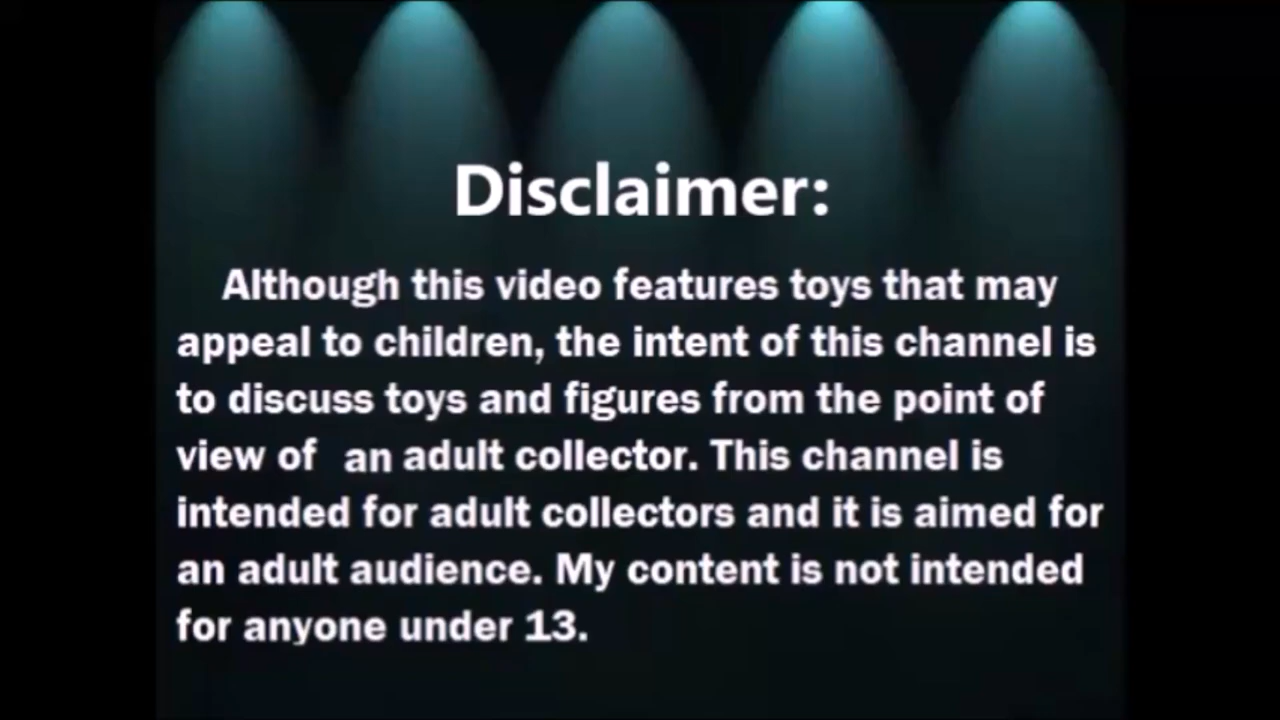 Disclaimer:
Although this video features toys that may
appeal to children, the intent of this channel is
to discuss toys and figures from the point of
view of an adult collector. This channel is
intended for adult collectors and it is aimed for
an adult audience. My content is not intended
for anyone under 13.